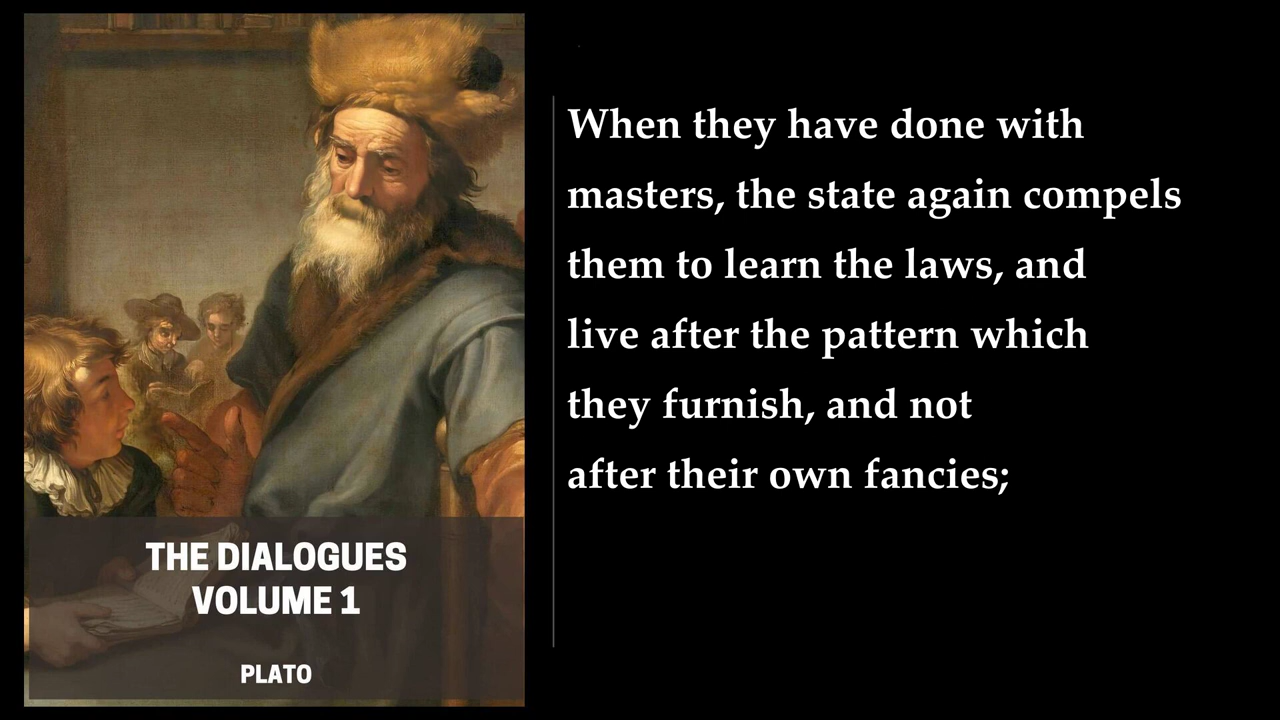 THE DIALOGUES
VOLUME 1
PLATO
When they have done with
masters, the state again compels
them to learn the laws, and
live after the pattern which
they furnish, and not
after their own fancies;